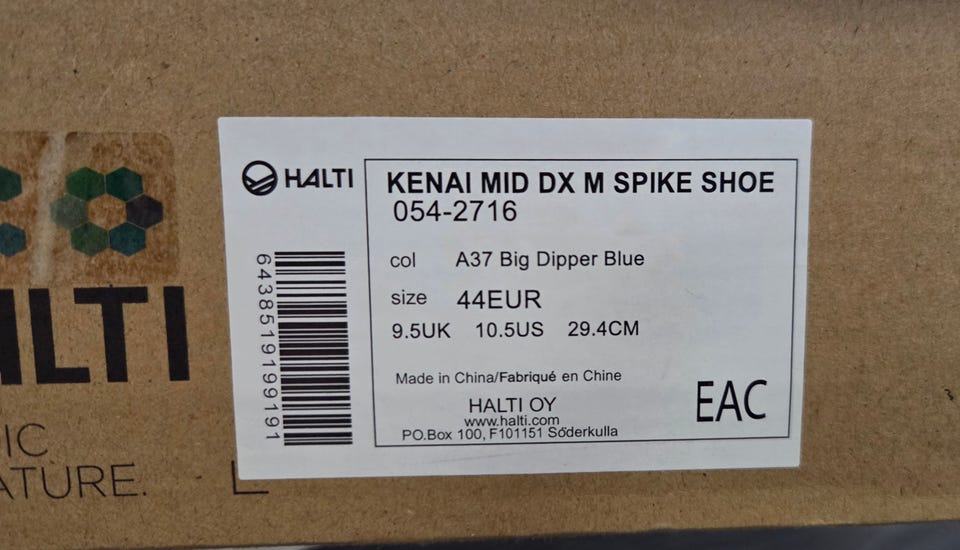 HALTI
KENAI MID DX M SPIKE SHOE
054-2716
col A37 Big Dipper Blue
size 44EUR
9.5UK 10.5US 29.4CM
Made in China/Fabriqué en Chine
HALTI OY
www.halti.com
P.O.Box 100, F101151 Söderkulla
EAC
6438519199191
LTI
IC
ATURE.